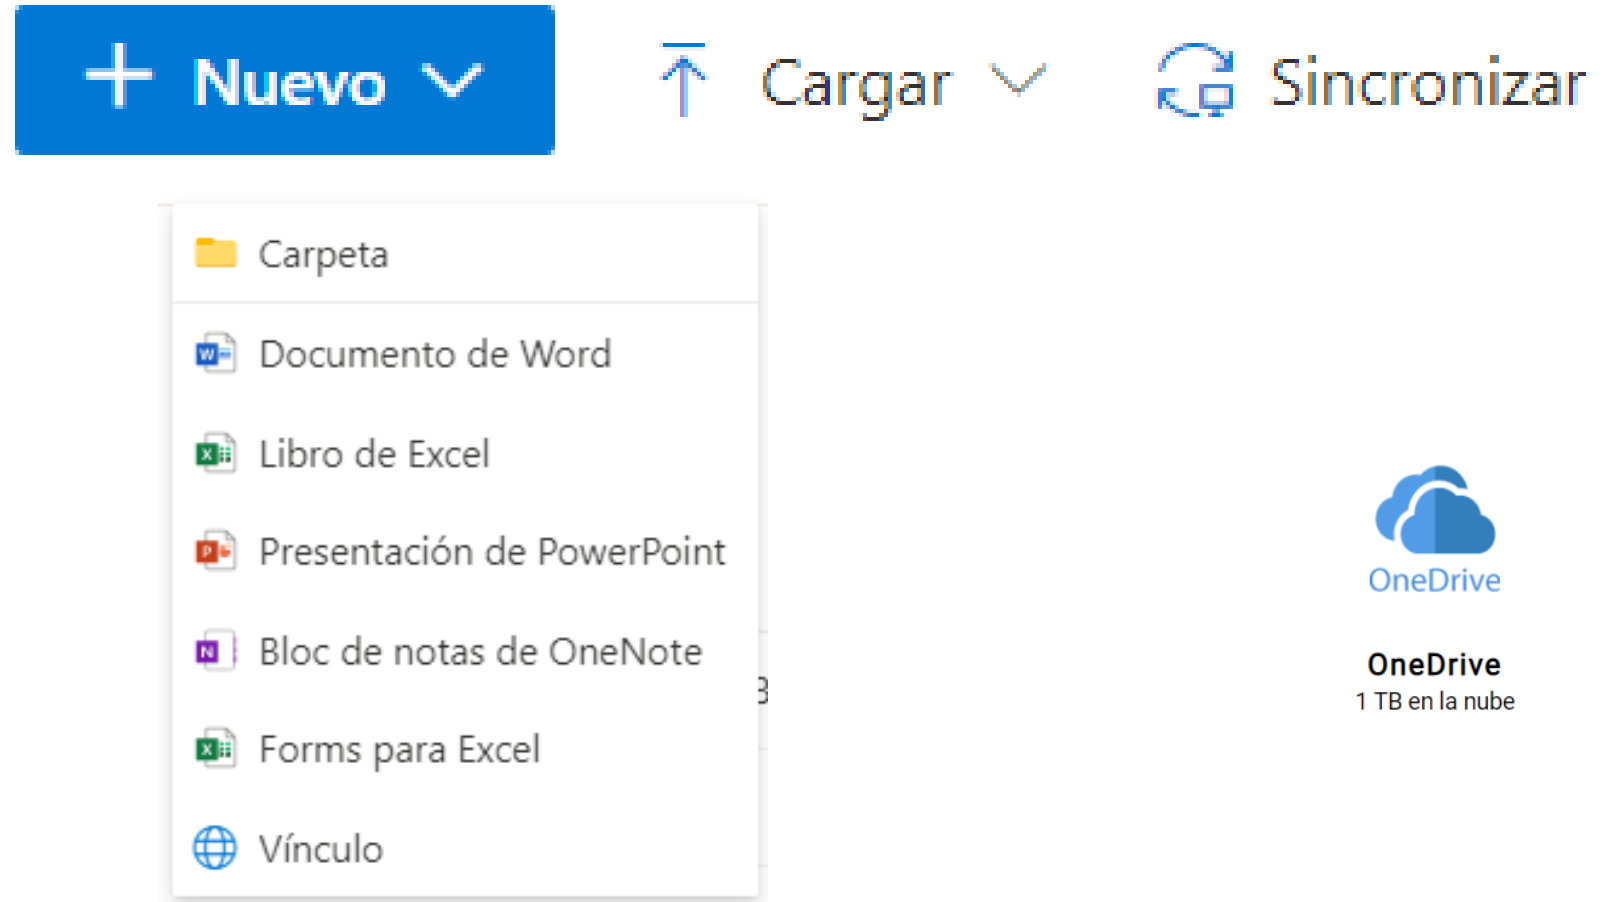 Nuevo
Cargar
Sincronizar
Carpeta
Documento de Word
Libro de Excel
Presentación de PowerPoint
Bloc de notas de OneNote
Forms para Excel
Vínculo
OneDrive
OneDrive
1 TB en la nube